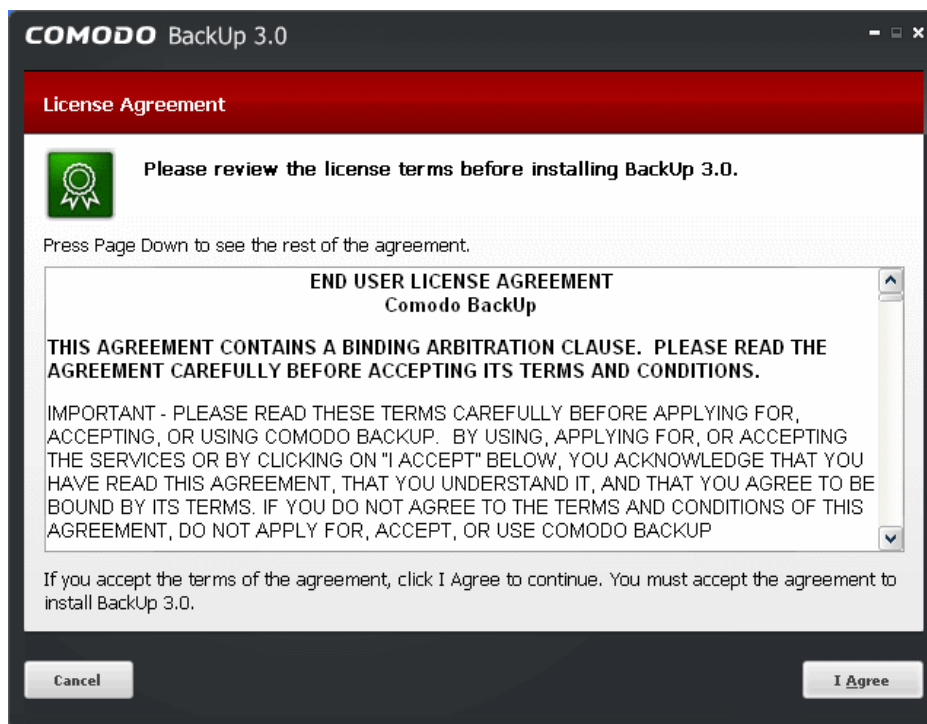 COMODO BackUp 3.0
License Agreement
Please review the license terms before installing BackUp 3.0.
Press Page Down to see the rest of the agreement.
END USER LICENSE AGREEMENT
Comodo BackUp
THIS AGREEMENT CONTAINS A BINDING ARBITRATION CLAUSE.  PLEASE READ THE
AGREEMENT CAREFULLY BEFORE ACCEPTING ITS TERMS AND CONDITIONS.
IMPORTANT - PLEASE READ THESE TERMS CAREFULLY BEFORE APPLYING FOR,
ACCEPTING, OR USING COMODO BACKUP.  BY USING, APPLYING FOR, OR ACCEPTING
THE SERVICES OR BY CLICKING ON "I ACCEPT" BELOW, YOU ACKNOWLEDGE THAT YOU
HAVE READ THIS AGREEMENT, THAT YOU UNDERSTAND IT, AND THAT YOU AGREE TO BE
BOUND BY ITS TERMS. IF YOU DO NOT AGREE TO THE TERMS AND CONDITIONS OF THIS
AGREEMENT, DO NOT APPLY FOR, ACCEPT, OR USE COMODO BACKUP
If you accept the terms of the agreement, click I Agree to continue. You must accept the agreement to
install BackUp 3.0.
Cancel
I Agree